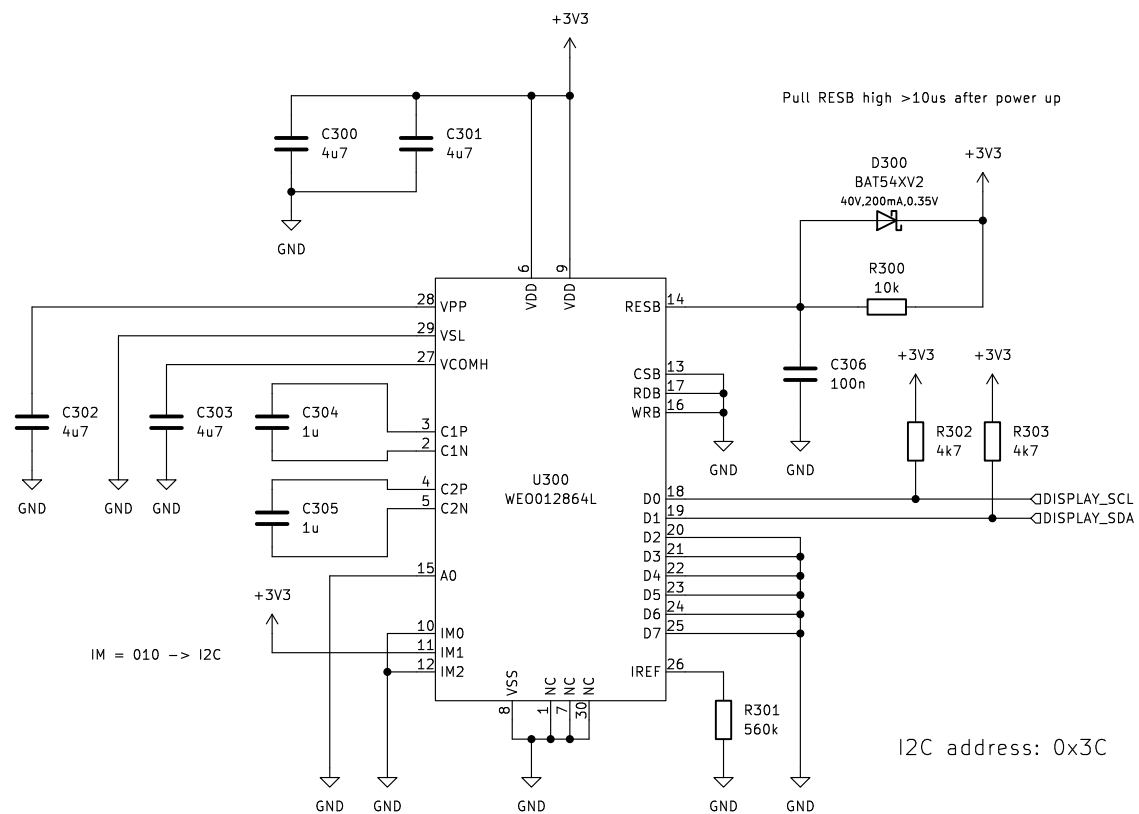 +3V3
Pull RESB high >10us after power up
C300
4u7
C301
4u7
GND
D300
BAT54XV2
40V,200mA,0.35V
+3V3
R300
10k
6
VDD
9
VDD
28
VPP
29
VSL
27
VCOMH
RESB
14
C306
100n
GND
CSB
13
RDB
17
WRB
16
GND
+3V3
+3V3
R302
4k7
R303
4k7
C302
4u7
GND
GND
C303
4u7
GND
C304
1u
3
C1P
2
C1N
C305
1u
4
C2P
5
C2N
U300
WEO012864L
D0
18
DISPLAY_SCL
D1
19
DISPLAY_SDA
D2
20
D3
21
D4
22
D5
23
D6
24
D7
25
15
A0
+3V3
10
IM0
11
IM1
12
IM2
IM = 010 -> I2C
IREF
26
R301
560k
VSS
8
NC
1
NC
7
NC
30
I2C address: 0x3C
GND
GND
GND
GND
GND